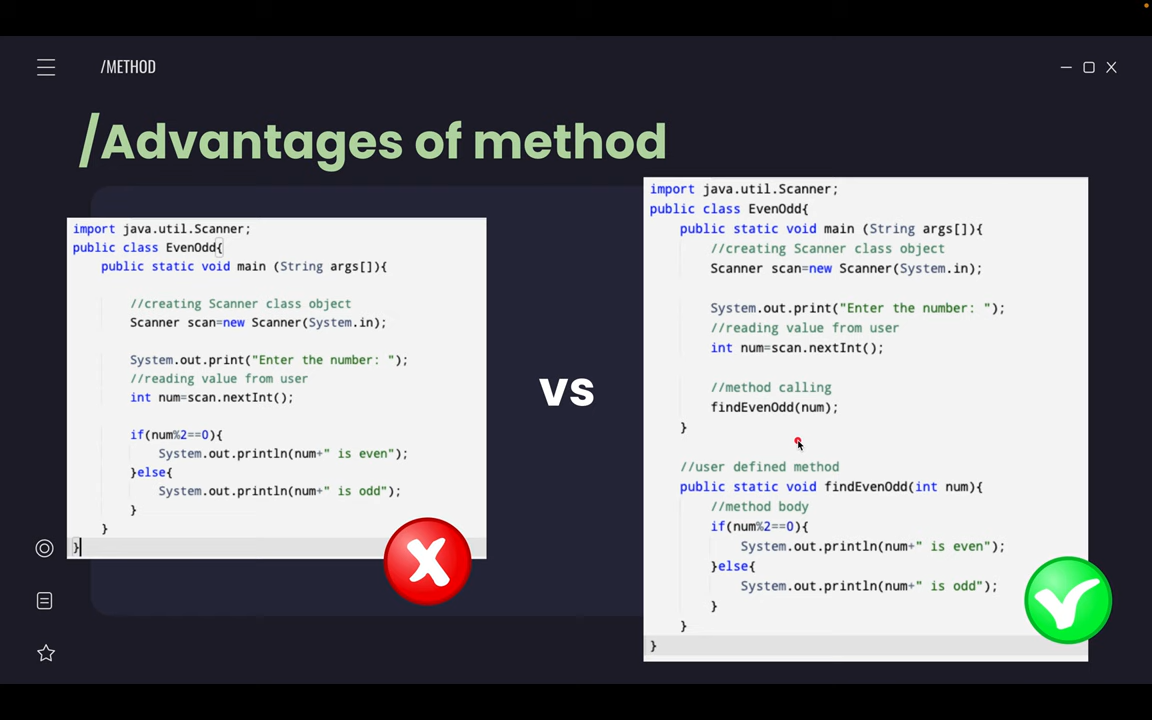 /METHOD
/Advantages of method
import java.util.Scanner;
public class EvenOdd{
public static void main (String args[]){
//creating Scanner class object
Scanner scan=new Scanner(System.in);
System.out.print("Enter the number: ");
//reading value from user
int num=scan.nextInt();
if(num%2==0){
System.out.println(num+" is even");
}else{
System.out.println(num+" is odd");
}
}
}
vs
import java.util.Scanner;
public class EvenOdd{
public static void main (String args[]){
//creating Scanner class object
Scanner scan=new Scanner(System.in);
System.out.print("Enter the number: ");
//reading value from user
int num=scan.nextInt();
//method calling
findEvenOdd(num);
}
//user defined method
public static void findEvenOdd(int num){
//method body
if(num%2==0){
System.out.println(num+" is even");
}else{
System.out.println(num+" is odd");
}
}
}